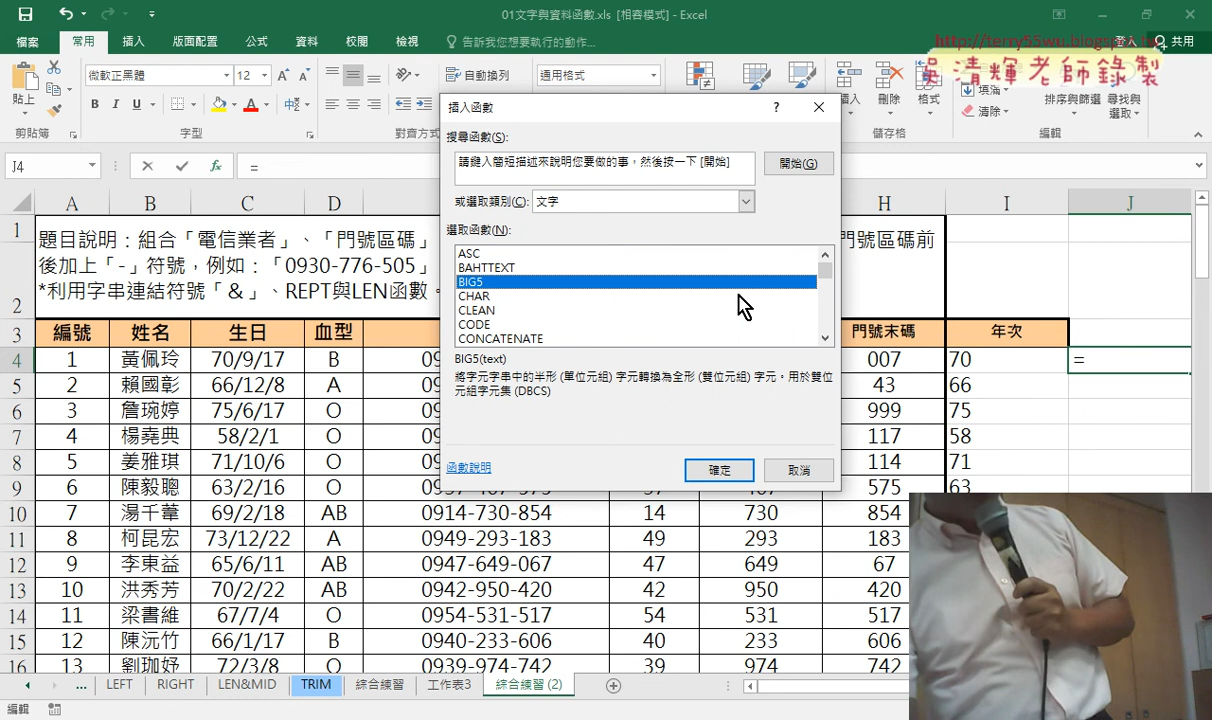 01文字與資料函數.xls [相容模式] - Excel
檔案 常用 插入 版面配置 公式 資料 校閱 檢視 告訴我您想要執行的動作... 登入 共用
http://terry55wu.blogspot.tw
吳清輝老師錄製
貼上 微軟正黑體 12 自動換列 通用格式 插入 刪除 格式 填滿 清除 排序與篩選 尋找與選取
剪貼簿 字型 對齊方式 儲存格 編輯
J4 =
插入函數
搜尋函數(S):
請鍵入簡短描述來說明您要做的事，然後按一下 [開始]
開始(G)
或選取類別(C): 文字
選取函數(N):
ASC
BAHTTEXT
BIG5
CHAR
CLEAN
CODE
CONCATENATE
BIG5(text)
將字元字串中的半形 (單位元組) 字元轉換為全形 (雙位元組) 字元。用於雙位
元組字元集 (DBCS)
函數說明
確定 取消
A B C D H I J
1 題目說明：組合「電信業者」、「門號區碼」 門號區碼前
後加上「-」符號，例如：「0930-776-505」
2 *利用字串連結符號「&」、REPT與LEN函數。
3 編號 姓名 生日 血型 門號末碼 年次
4 1 黃佩玲 70/9/17 B 09 007 70 =
5 2 賴國彰 66/12/8 A 09 43 66
6 3 詹琬婷 75/6/17 O 09 999 75
7 4 楊堯典 58/2/1 O 09 117 58
8 5 姜雅琪 71/10/6 O 09 114 71
9 6 陳毅聰 63/2/16 O 575 63
10 7 湯千葦 69/2/18 AB 0914-730-854 14 730 854
11 8 柯昆宏 73/12/22 A 0949-293-183 49 293 183
12 9 李東益 65/6/11 AB 0947-649-067 47 649 67
13 10 洪秀芳 70/2/22 AB 0942-950-420 42 950 420
14 11 梁書維 67/7/4 O 0954-531-517 54 531 517
15 12 陳沅竹 66/1/17 B 0940-233-606 40 233 606
16 13 劉珈妤 72/3/8 O 0939-974-742 39 974 742
... LEFT RIGHT LEN&MID TRIM 綜合練習 工作表3 綜合練習 (2)
編輯